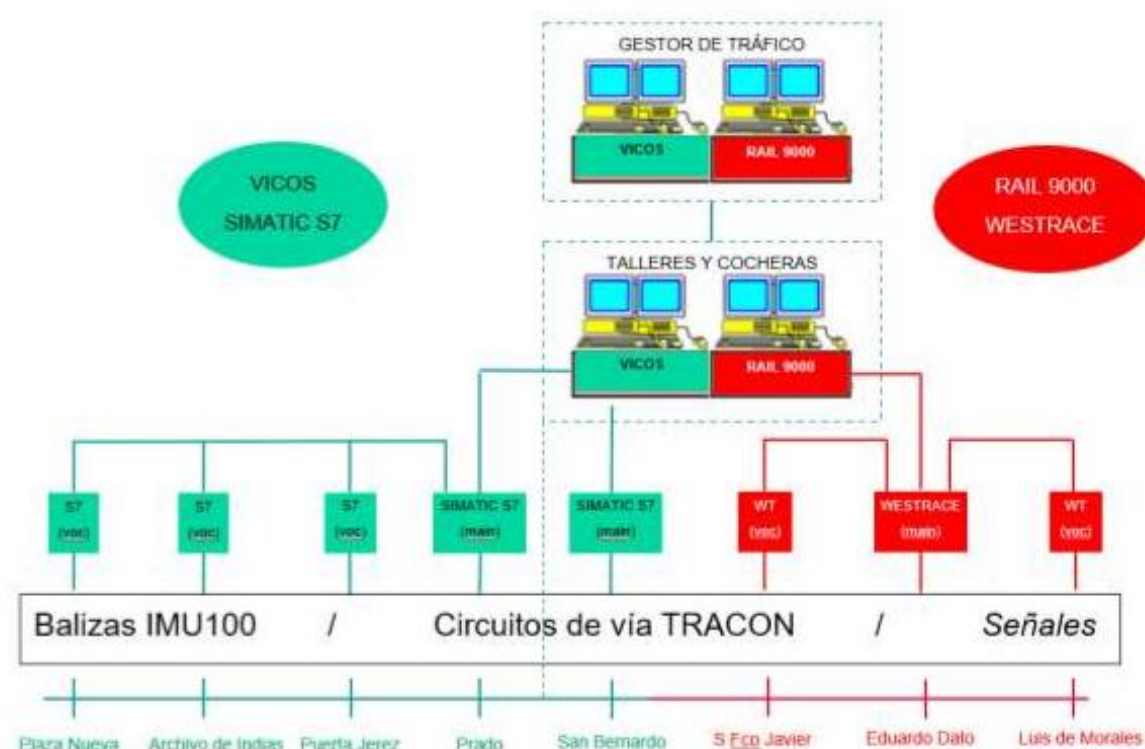 GESTOR DE TRÁFICO
VICOS
RAIL 9000
VICOS
SIMATIC S7
RAIL 9000
WESTRACE
TALLERES Y COCHERAS
VICOS
RAIL 9000
S7
(voc)
S7
(voc)
S7
(voc)
SIMATIC S7
(main)
SIMATIC S7
(main)
WT
(voc)
WESTRACE
(main)
WT
(voc)
Balizas IMU100 / Circuitos de vía TRACON / Señales
Plaza Nueva
Archivo de Indias
Puerta Jerez
Prado
San Bernardo
S Fco Javier
Eduardo Dato
Luis de Morales